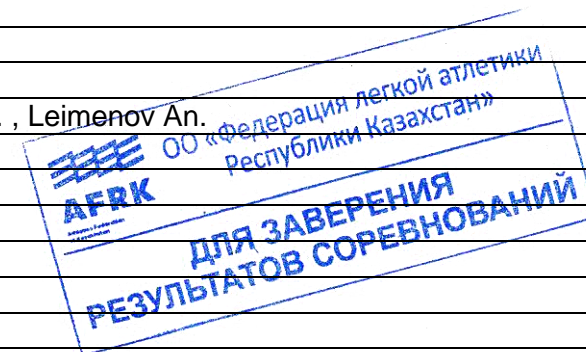 , Leimenov An.
ОО «Федерация легкой атлетики
Республики Казахстан»
AFRK
ДЛЯ ЗАВЕРЕНИЯ
РЕЗУЛЬТАТОВ СОРЕВНОВАНИЙ